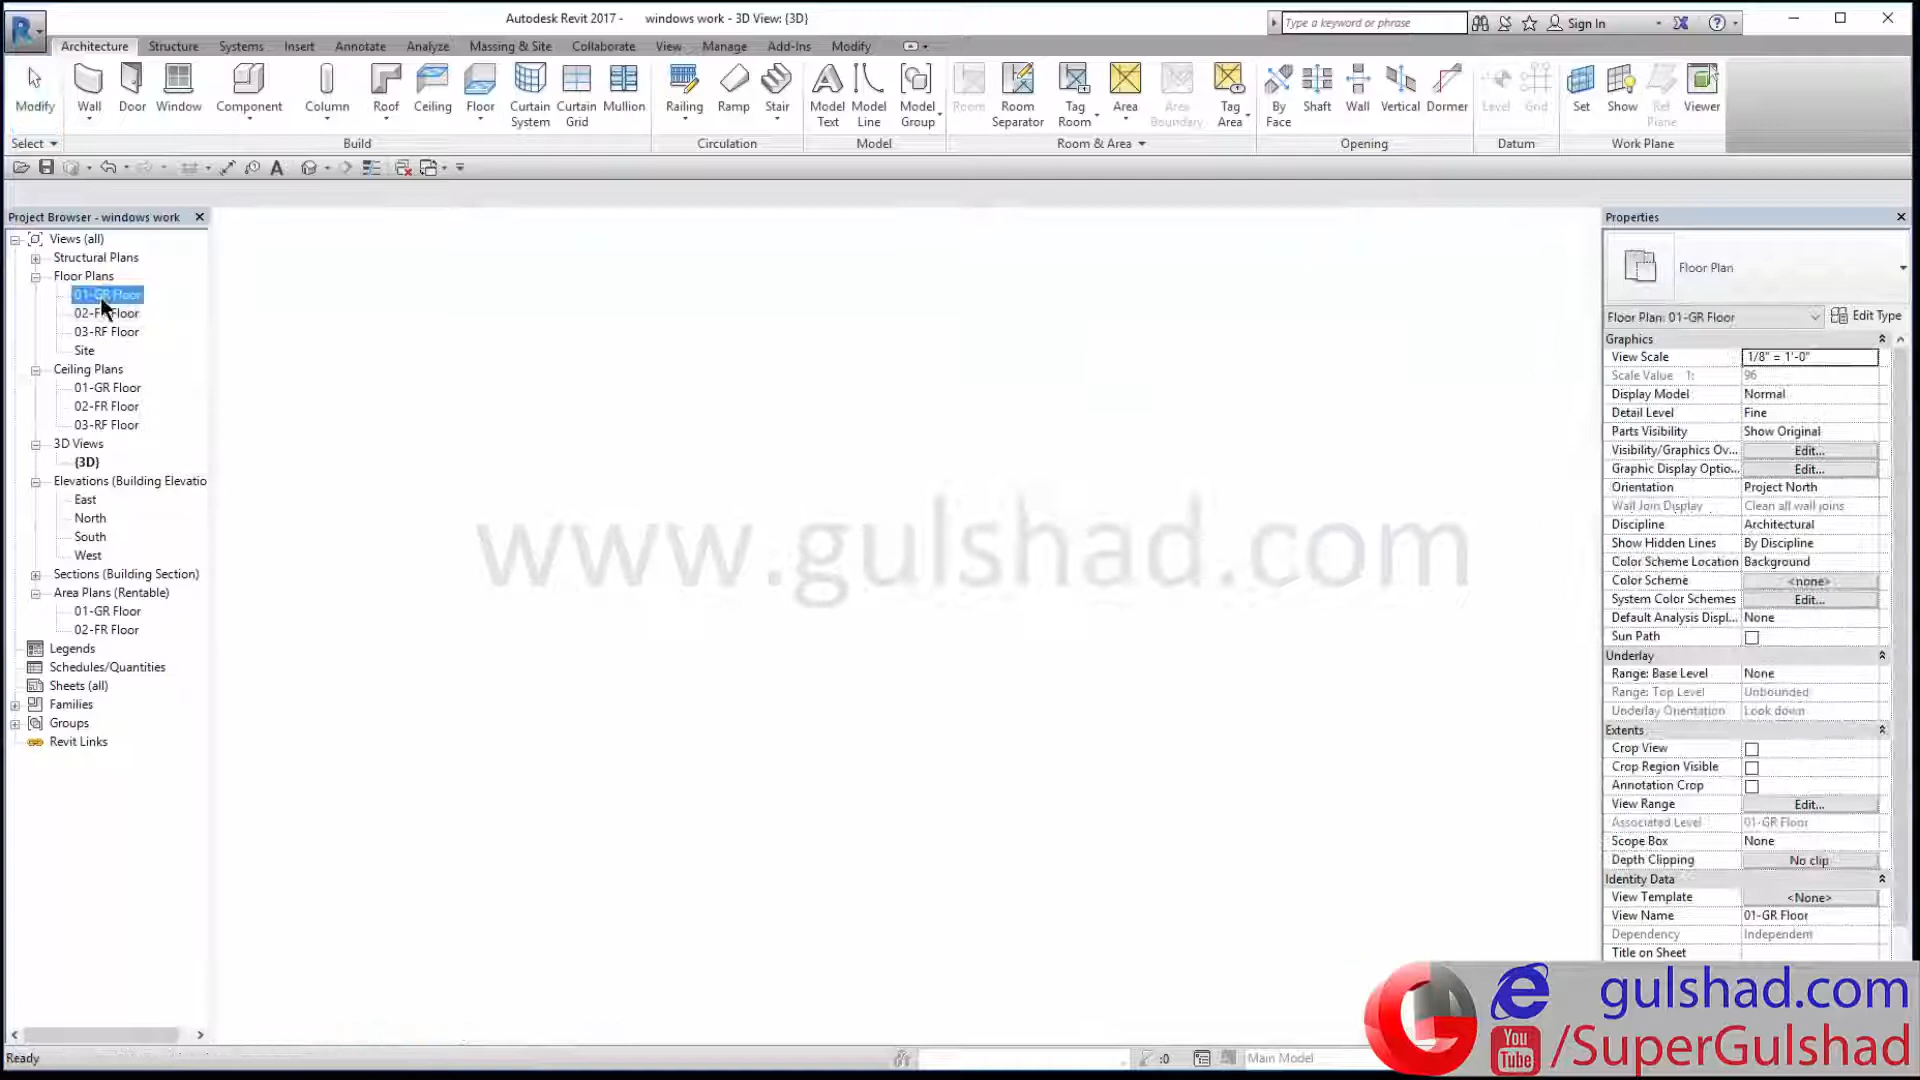 Autodesk Revit 2017 - windows work - 3D View: {3D}
Type a keyword or phrase
Sign In
Architecture Structure Systems Insert Annotate Analyze Massing & Site Collaborate View Manage Add-Ins Modify
Modify Wall Door Window Component Column Roof Ceiling Floor Curtain System Curtain Grid Mullion Railing Ramp Stair Model Text Model Line Model Group Room Room Separator Tag Room Area Area Boundary Tag Area By Face Shaft Wall Vertical Dormer Level Grid Set Show Ref Plane Viewer
Select Build Circulation Model Room & Area Opening Datum Work Plane
Project Browser - windows work
Views (all)
Structural Plans
Floor Plans
01-GR Floor
02-FR Floor
03-RF Floor
Site
Ceiling Plans
01-GR Floor
02-FR Floor
03-RF Floor
3D Views
{3D}
Elevations (Building Elevatio
East
North
South
West
Sections (Building Section)
Area Plans (Rentable)
01-GR Floor
02-FR Floor
Legends
Schedules/Quantities
Sheets (all)
Families
Groups
Revit Links
www.gulshad.com
Properties
Floor Plan
Floor Plan: 01-GR Floor Edit Type
Graphics
View Scale 1/8" = 1'-0"
Scale Value 1: 96
Display Model Normal
Detail Level Fine
Parts Visibility Show Original
Visibility/Graphics Ov... Edit...
Graphic Display Optio... Edit...
Orientation Project North
Wall Join Display Clean all wall joins
Discipline Architectural
Show Hidden Lines By Discipline
Color Scheme Location Background
Color Scheme <none>
System Color Schemes Edit...
Default Analysis Displ... None
Sun Path
Underlay
Range: Base Level None
Range: Top Level Unbounded
Underlay Orientation Look down
Extents
Crop View
Crop Region Visible
Annotation Crop
View Range Edit...
Associated Level 01-GR Floor
Scope Box None
Depth Clipping No clip
Identity Data
View Template <None>
View Name 01-GR Floor
Dependency Independent
Title on Sheet
Ready
:0
Main Model
gulshad.com
You Tube /SuperGulshad